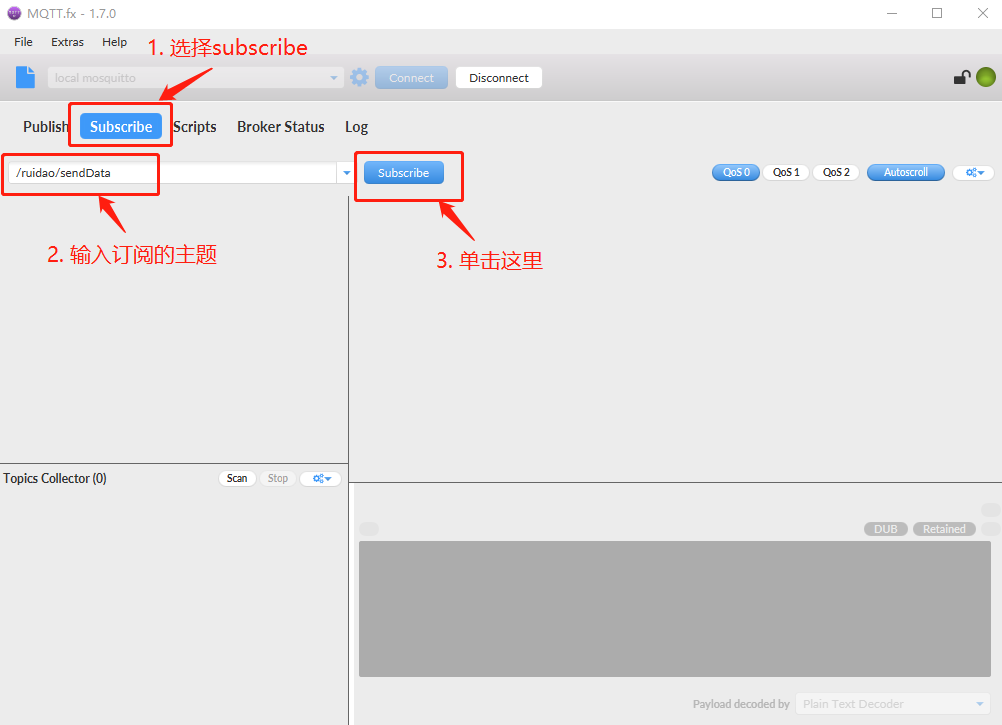 MQTT.fx - 1.7.0
File Extras Help
1. 选择subscribe
local mosquitto Connect Disconnect
Publish Subscribe Scripts Broker Status Log
/ruidao/sendData Subscribe QoS 0 QoS 1 QoS 2 Autoscroll
2. 输入订阅的主题
3. 单击这里
Topics Collector (0) Scan Stop
DUB Retained
Payload decoded by Plain Text Decoder